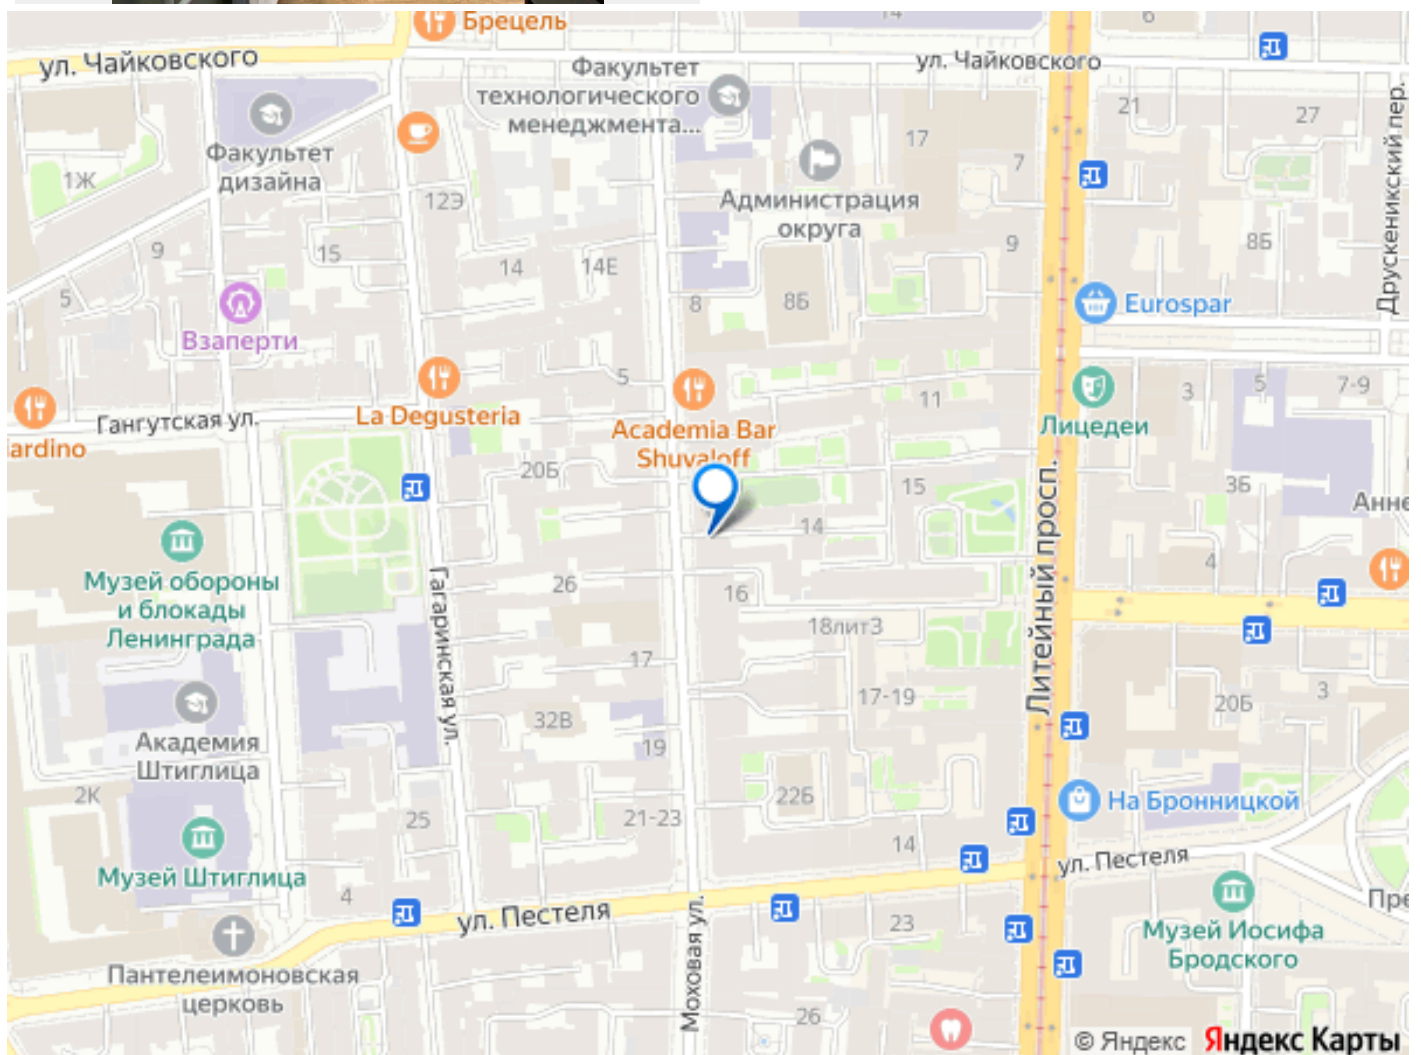 Брецель
14
6
ул. Чайковского
ул. Чайковского
Факультет
технологического
менеджмента...
21
27
Факультет
дизайна
17
7
1Ж
12Э
Администрация
округа
Друскеникский пер.
9
15
14
14Е
9
8Б
5
8
8Б
Eurospar
Взаперти
5
La Degusteria
Academia Bar
Shuvaloff
11
Лицедеи
3
5
7-9
ardino
Гангутская ул.
20Б
15
3Б
Анне
14
Музей обороны
и блокады
Ленинграда
Гагаринская ул.
26
16
4
Литейный просп.
18лит3
17
17-19
20Б
3
Академия
Штиглица
32В
19
2К
25
21-23
22Б
На Бронницкой
14
ул. Пестеля
Музей Штиглица
4
ул. Пестеля
Моховая ул.
23
Пре
Музей Иосифа
Бродского
Пантелеимоновская
церковь
26
© Яндекс Яндекс Карты